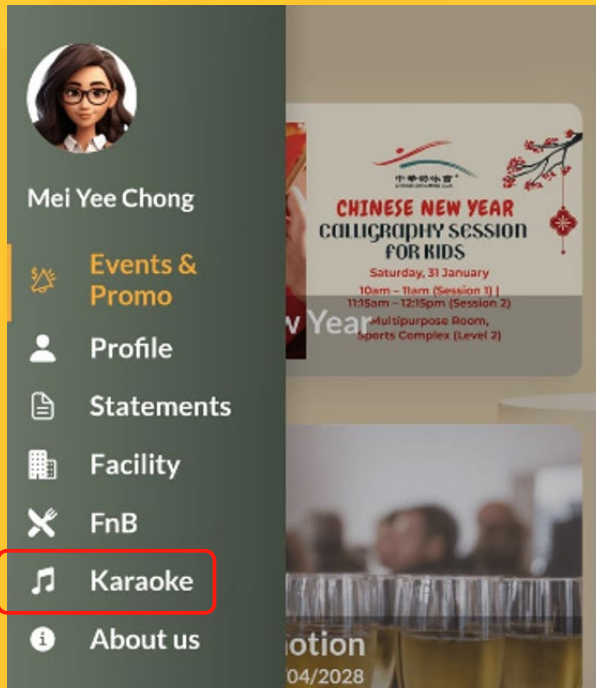 Mei Yee Chong
Events &
Promo
Profile
Statements
Facility
FnB
Karaoke
About us
CHINESE NEW YEAR
CALLIGRAPHY SESSION
FOR KIDS
Saturday, 31 January
10am – 11am (Session 1) |
11:15am – 12:15pm (Session 2)
Multipurpose Room,
Sports Complex (Level 2)
w Year
otion
/04/2028